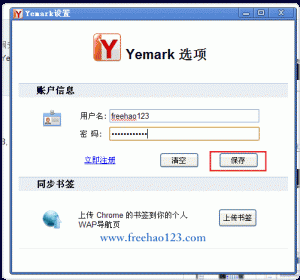 Yemark设置
Yemark 选项
账户信息
用户名: freehao123
密 码: ************
立即注册 清空 保存
同步书签
上传 Chrome 的书签到你的个人
WAP导航页
上传书签
www.freehao123.com